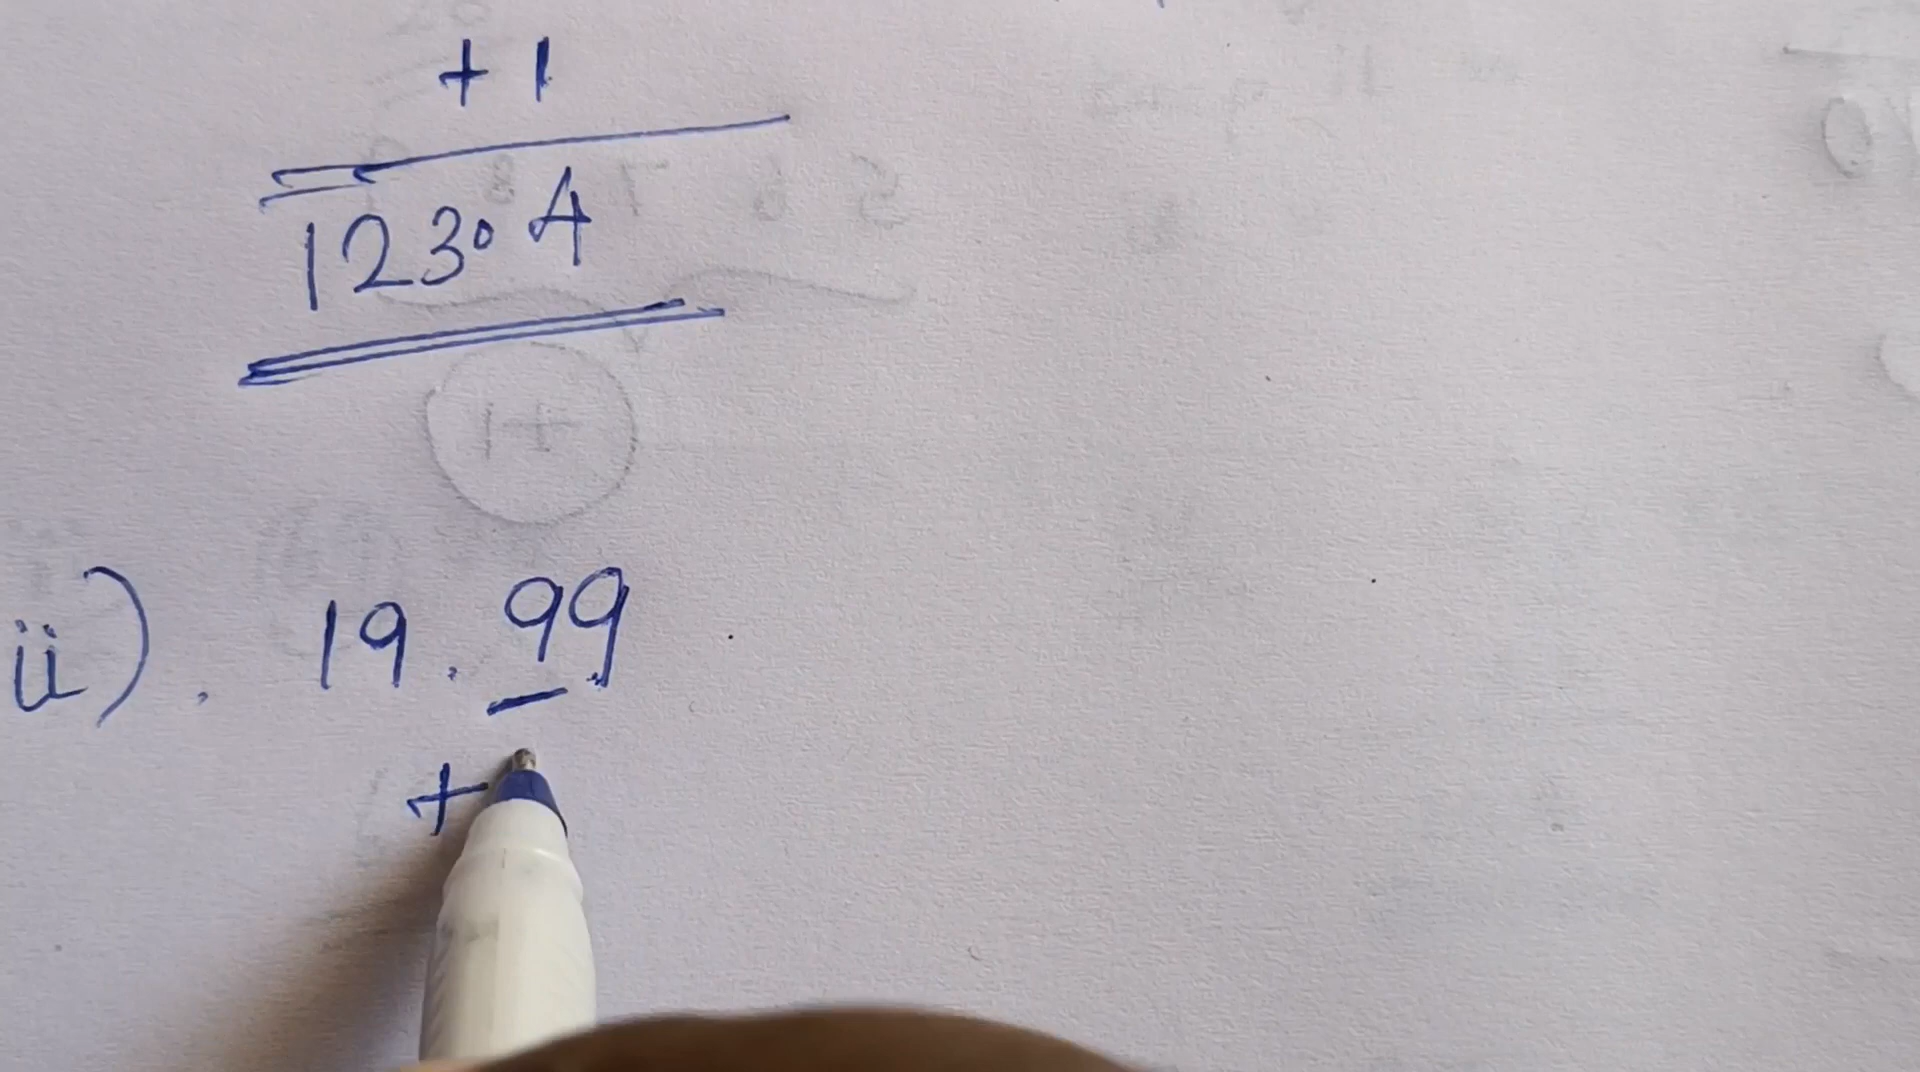 + 1
123.4
ii). 19.99
+